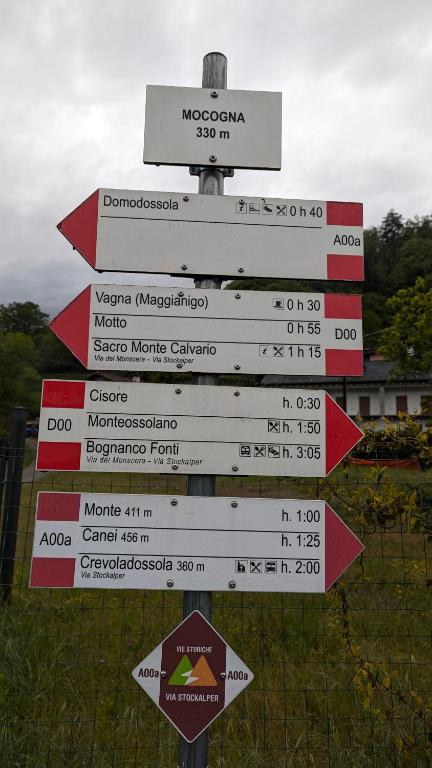 MOCOGNA
330 m
Domodossola 0 h 40
A00a
Vagna (Maggianigo) 0 h 30
Motto 0 h 55
D00
Sacro Monte Calvario 1 h 15
Via del Monscera - Via Stockalper
Cisore h. 0:30
D00
Monteossolano h. 1:50
Bognanco Fonti h. 3:05
Via del Monscera - Via Stockalper
Monte 411 m h. 1:00
A00a
Canei 456 m h. 1:25
Crevoladossola 360 m h. 2:00
Via Stockalper
VIE STORICHE
A00a A00a
VIA STOCKALPER